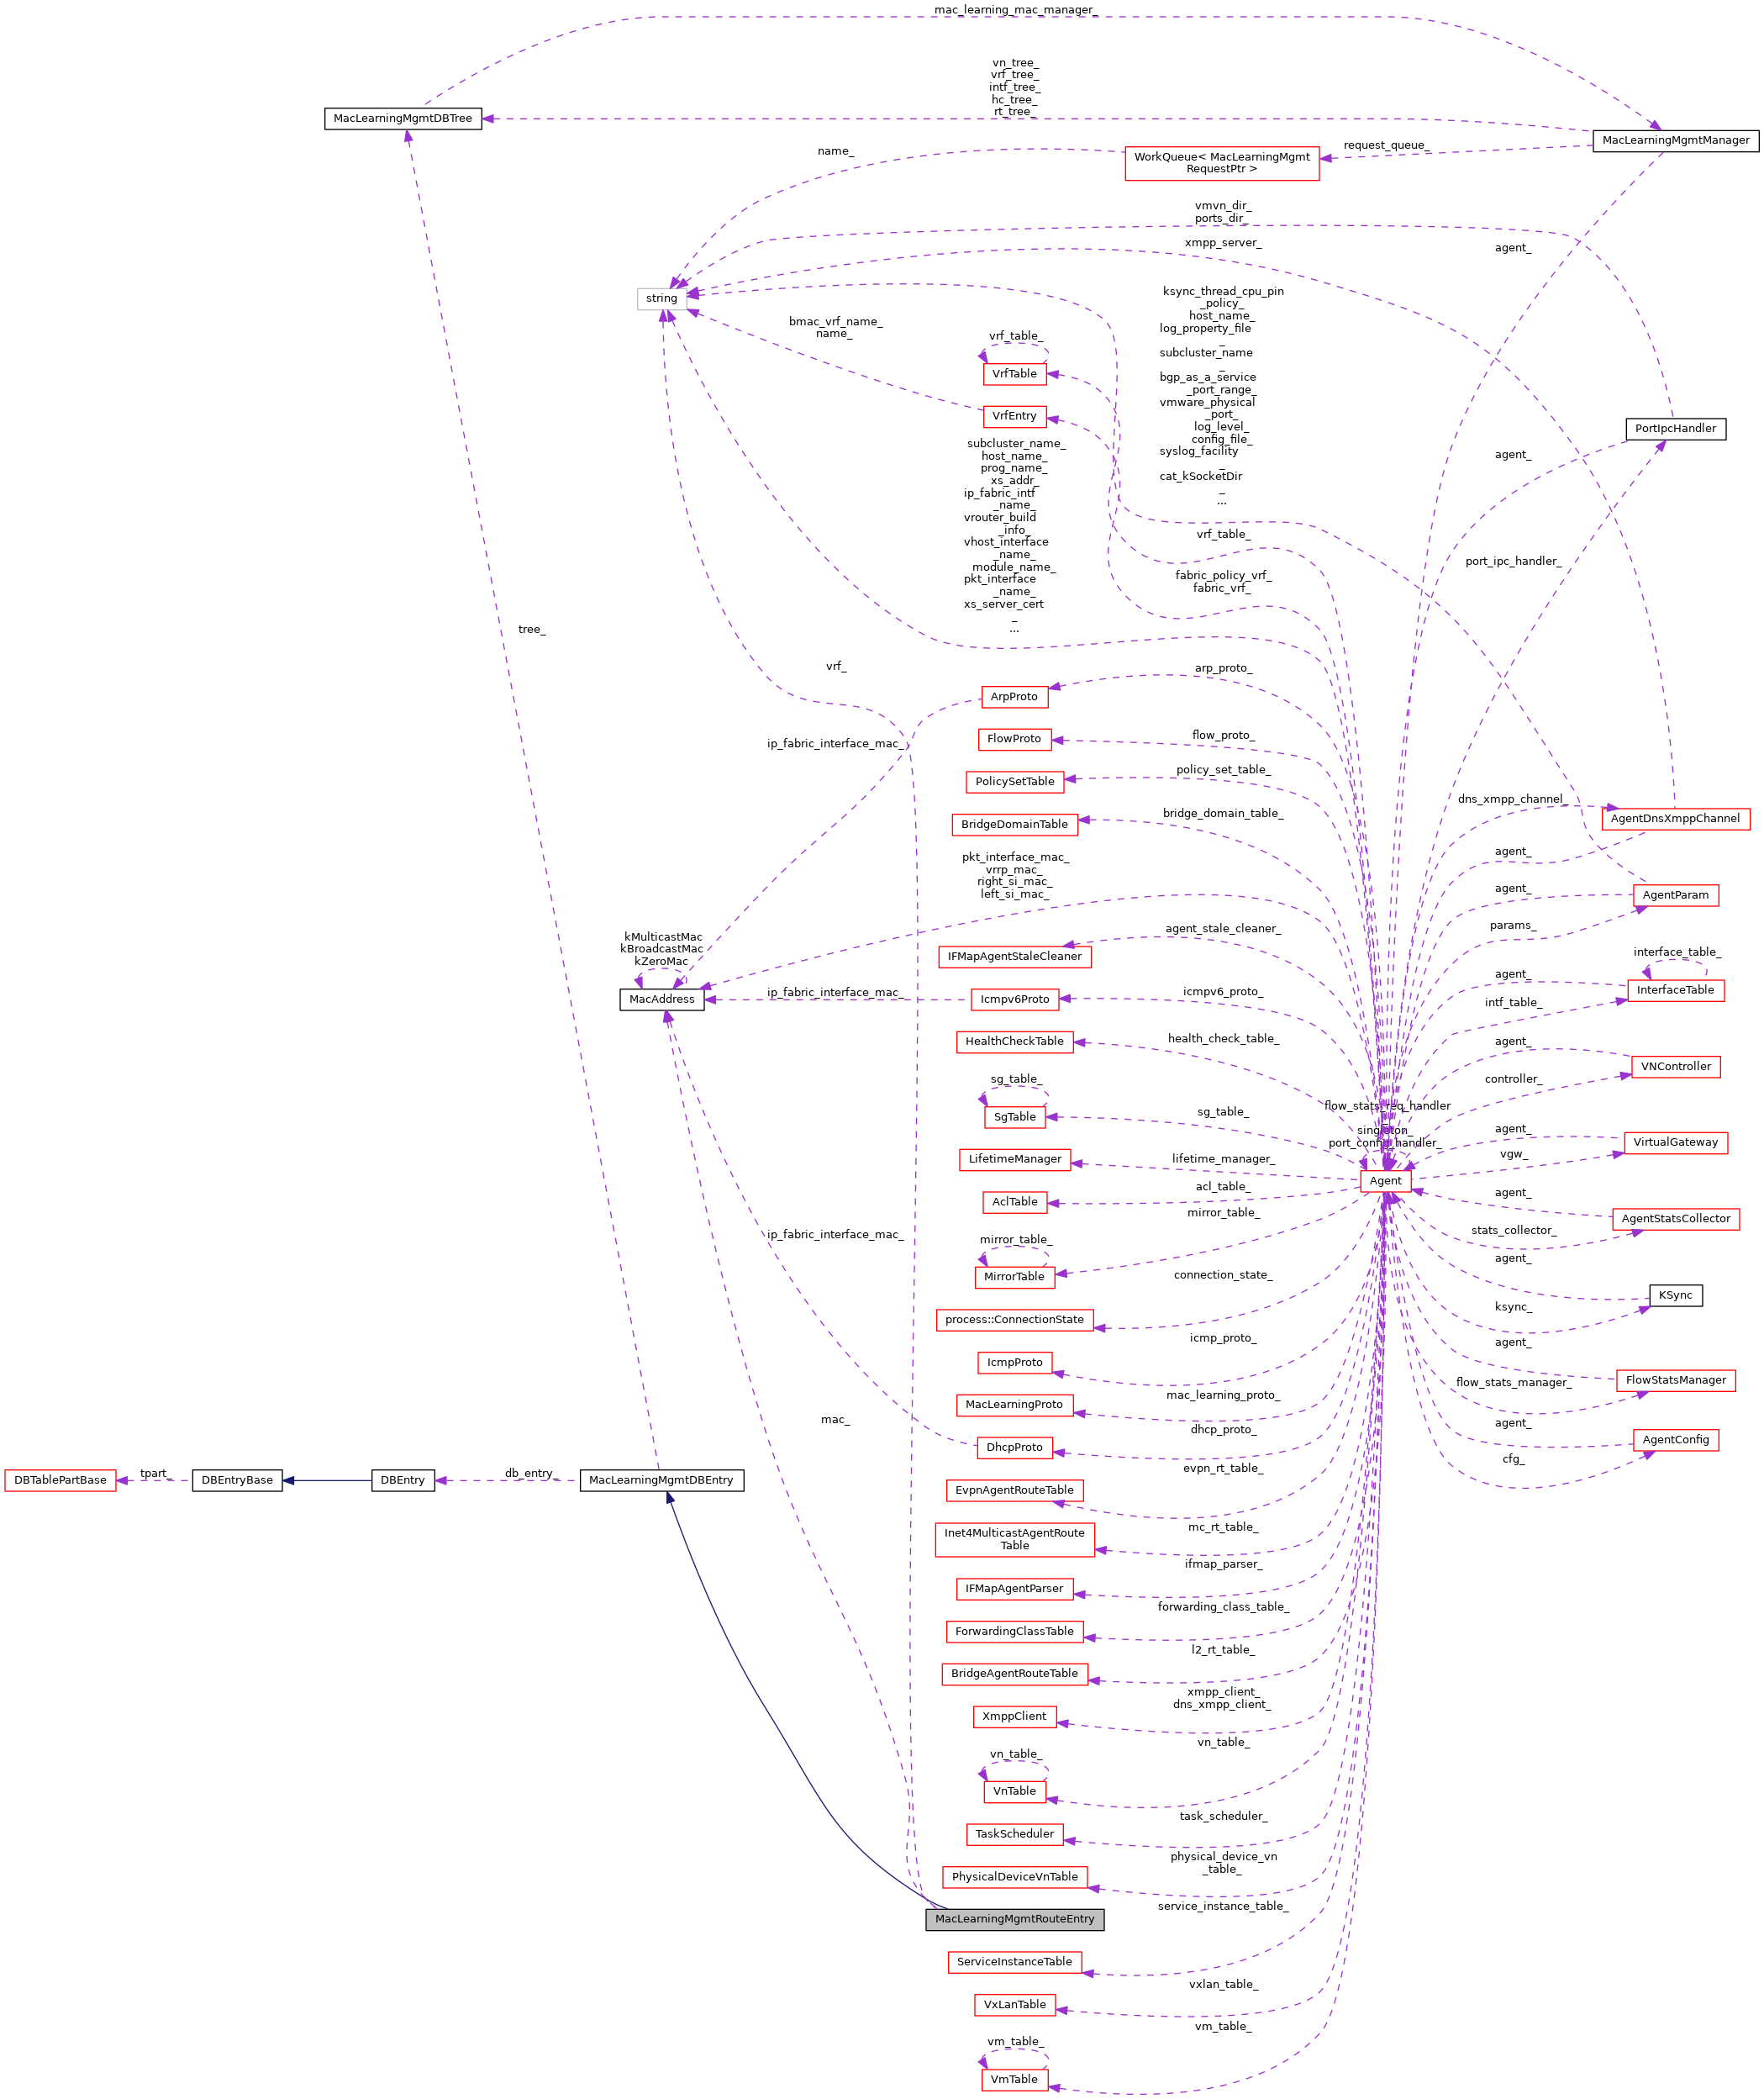 mac_learning_mac_manager_
vn_tree_
vrf_tree_
intf_tree_
hc_tree_
rt_tree_
MacLearningMgmtDBTree
MacLearningMgmtManager
name_
WorkQueue< MacLearningMgmt
RequestPtr >
request_queue_
vmvn_dir_
ports_dir_
xmpp_server_
agent_
string
ksync_thread_cpu_pin
_policy_
host_name_
log_property_file
_
subcluster_name
_
bgp_as_a_service
_port_range_
vmware_physical
_port_
log_level_
config_file_
syslog_facility
_
cat_kSocketDir
_
...
bmac_vrf_name_
name_
vrf_table_
VrfTable
VrfEntry
PortIpcHandler
agent_
subcluster_name_
host_name_
prog_name_
xs_addr_
ip_fabric_intf
_name_
vrouter_build
_info_
vhost_interface
_name_
module_name_
pkt_interface
_name_
xs_server_cert
_
...
vrf_table_
port_ipc_handler_
fabric_policy_vrf_
fabric_vrf_
tree_
vrf_
arp_proto_
ArpProto
ip_fabric_interface_mac_
FlowProto
flow_proto_
PolicySetTable
policy_set_table_
BridgeDomainTable
bridge_domain_table_
dns_xmpp_channel_
AgentDnsXmppChannel
agent_
pkt_interface_mac_
vrrp_mac_
right_si_mac_
left_si_mac_
agent_
AgentParam
params_
kMulticastMac
kBroadcastMac
kZeroMac
agent_stale_cleaner_
IFMapAgentStaleCleaner
interface_table_
agent_
InterfaceTable
MacAddress
ip_fabric_interface_mac_
Icmpv6Proto
icmpv6_proto_
intf_table_
HealthCheckTable
health_check_table_
agent_
VNController
controller_
sg_table_
SgTable
sg_table_
flow_stats_req_handler
_
singleton_
port_config_handler_
agent_
VirtualGateway
vgw_
LifetimeManager
lifetime_manager_
Agent
AclTable
acl_table_
agent_
mirror_table_
AgentStatsCollector
stats_collector_
ip_fabric_interface_mac_
mirror_table_
MirrorTable
connection_state_
agent_
KSync
ksync_
process::ConnectionState
icmp_proto_
agent_
IcmpProto
FlowStatsManager
flow_stats_manager_
MacLearningProto
mac_learning_proto_
mac_
dhcp_proto_
agent_
AgentConfig
cfg_
DhcpProto
DBTablePartBase
tpart_
DBEntryBase
DBEntry
db_entry_
MacLearningMgmtDBEntry
evpn_rt_table_
EvpnAgentRouteTable
mc_rt_table_
Inet4MulticastAgentRoute
Table
ifmap_parser_
IFMapAgentParser
forwarding_class_table_
ForwardingClassTable
l2_rt_table_
BridgeAgentRouteTable
xmpp_client_
dns_xmpp_client_
XmppClient
vn_table_
vn_table_
VnTable
task_scheduler_
TaskScheduler
physical_device_vn
_table_
PhysicalDeviceVnTable
service_instance_table_
MacLearningMgmtRouteEntry
ServiceInstanceTable
vxlan_table_
VxLanTable
vm_table_
vm_table_
VmTable